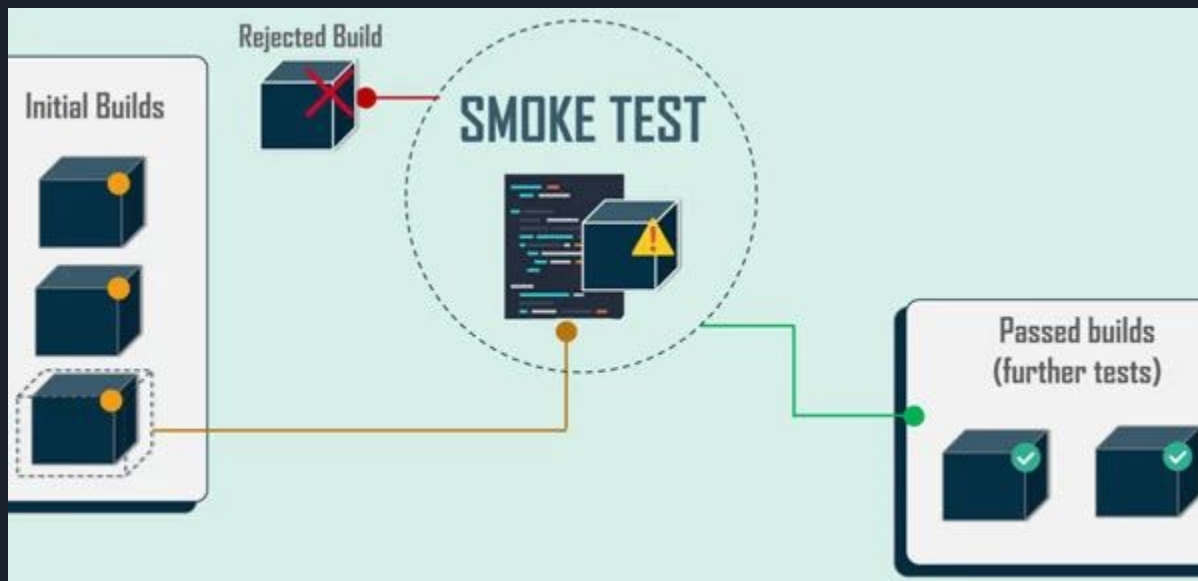 Rejected Build
Initial Builds
SMOKE TEST
Passed builds
(further tests)